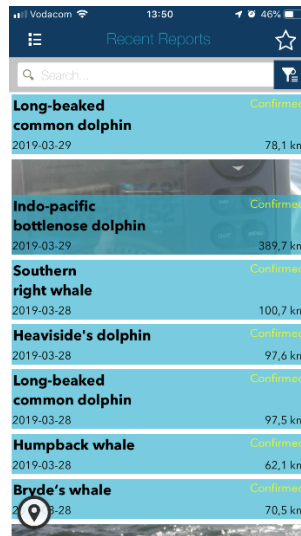 Vodacom 13:50 46%
Recent Reports
Search...
Long-beaked Confirmed
common dolphin
2019-03-29 78,1 km
Indo-pacific Confirmed
bottlenose dolphin
2019-03-29 389,7 km
Southern Confirmed
right whale
2019-03-28 100,7 km
Heaviside's dolphin Confirmed
2019-03-28 97,6 km
Long-beaked Confirmed
common dolphin
2019-03-28 97,5 km
Humpback whale Confirmed
2019-03-28 62,1 km
Bryde’s whale Confirmed
3-28 70,5 km